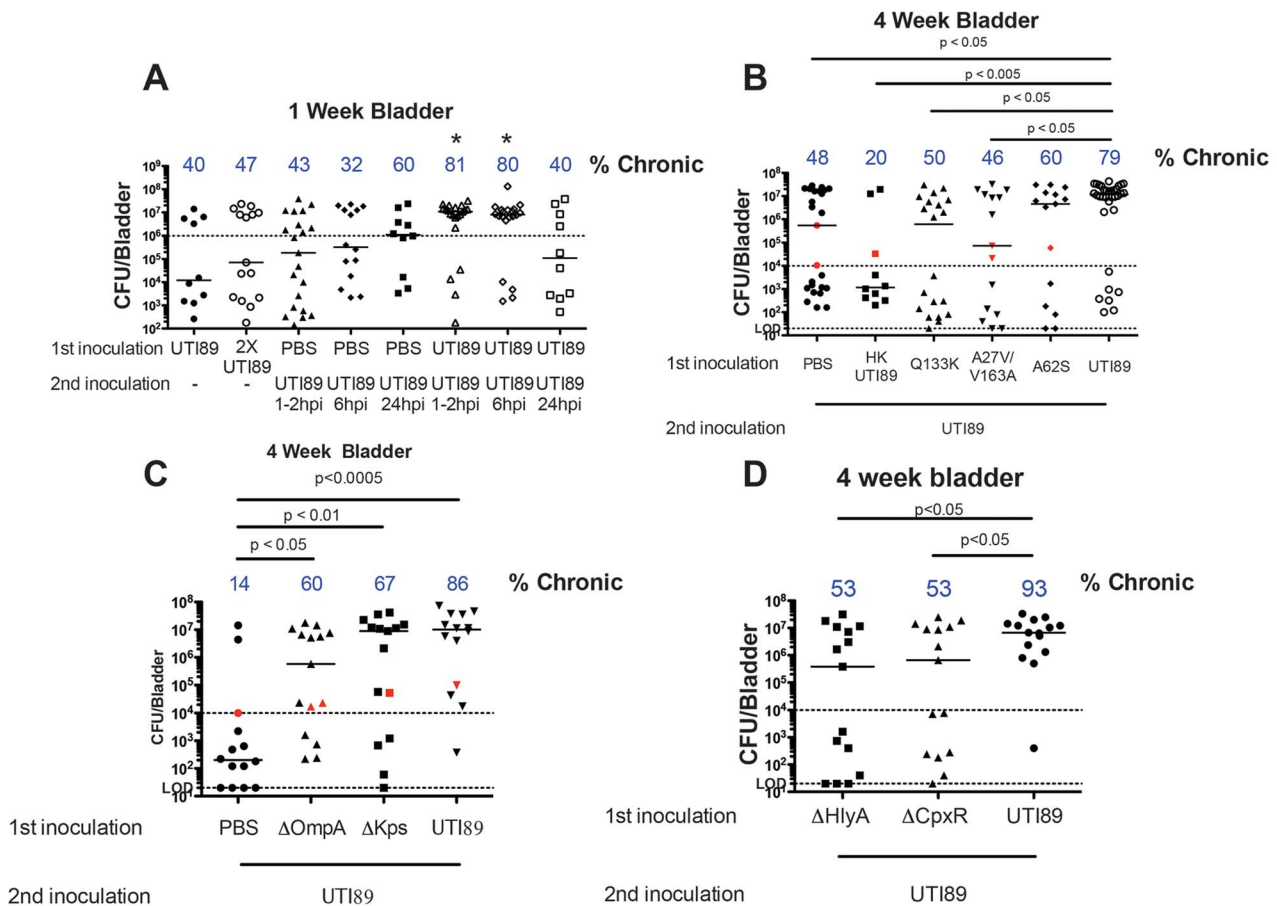 A
1 Week Bladder
* *
40 47 43 32 60 81 80 40 % Chronic
CFU/Bladder
10⁹
10⁸
10⁷
10⁶
10⁵
10⁴
10³
10²
1st inoculation UTI89 2X UTI89 PBS PBS PBS UTI89 UTI89 UTI89
2nd inoculation - - UTI89 1-2hpi UTI89 6hpi UTI89 24hpi UTI89 1-2hpi UTI89 6hpi UTI89 24hpi
B
4 Week Bladder
p < 0.05
p < 0.005
p < 0.05
p < 0.05
48 20 50 46 60 79 % Chronic
CFU/Bladder
10⁸
10⁷
10⁶
10⁵
10⁴
10³
10²
LOD
10¹
1st inoculation PBS HK UTI89 Q133K A27V/V163A A62S UTI89
2nd inoculation UTI89
C
4 Week Bladder
p<0.0005
p < 0.01
p < 0.05
14 60 67 86 % Chronic
CFU/Bladder
10⁸
10⁷
10⁶
10⁵
10⁴
10³
10²
LOD
10¹
1st inoculation PBS ΔOmpA ΔKps UTI89
2nd inoculation UTI89
D
4 week bladder
p<0.05
p<0.05
53 53 93 % Chronic
CFU/Bladder
10⁸
10⁷
10⁶
10⁵
10⁴
10³
10²
LOD
10¹
1st inoculation ΔHlyA ΔCpxR UTI89
2nd inoculation UTI89